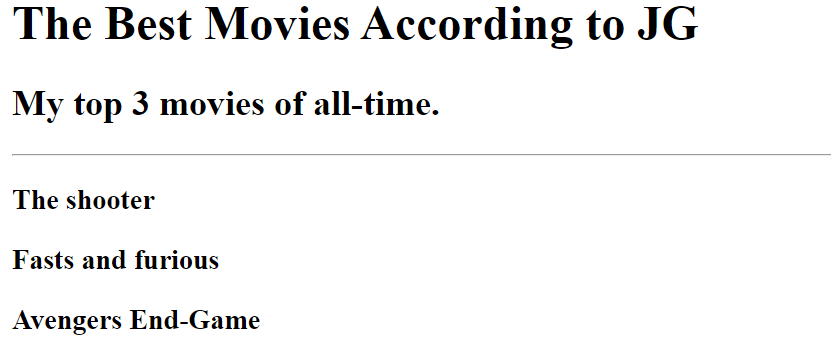 The Best Movies According to JG
My top 3 movies of all-time.
The shooter
Fasts and furious
Avengers End-Game